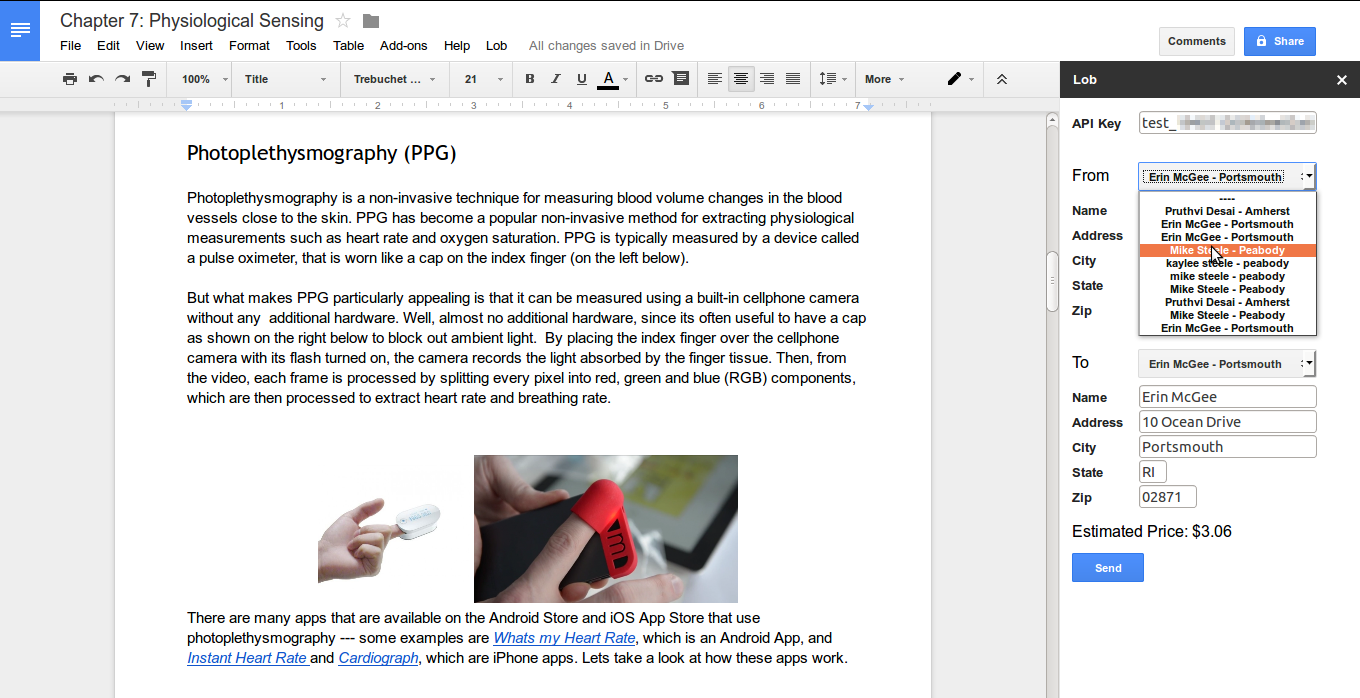 Chapter 7: Physiological Sensing
File Edit View Insert Format Tools Table Add-ons Help Lob All changes saved in Drive
Comments Share
100% Title Trebuchet ... 21 B I U A More
1 2 3 4 5 6 7
Photoplethysmography (PPG)
Photoplethysmography is a non-invasive technique for measuring blood volume changes in the blood
vessels close to the skin. PPG has become a popular non-invasive method for extracting physiological
measurements such as heart rate and oxygen saturation. PPG is typically measured by a device called
a pulse oximeter, that is worn like a cap on the index finger (on the left below).
But what makes PPG particularly appealing is that it can be measured using a built-in cellphone camera
without any  additional hardware. Well, almost no additional hardware, since its often useful to have a cap
as shown on the right below to block out ambient light.  By placing the index finger over the cellphone
camera with its flash turned on, the camera records the light absorbed by the finger tissue. Then, from
the video, each frame is processed by splitting every pixel into red, green and blue (RGB) components,
which are then processed to extract heart rate and breathing rate.
There are many apps that are available on the Android Store and iOS App Store that use
photoplethysmography --- some examples are Whats my Heart Rate, which is an Android App, and
Instant Heart Rate and Cardiograph, which are iPhone apps. Lets take a look at how these apps work.
Lob
API Key test_
From Erin McGee - Portsmouth
----
Pruthvi Desai - Amherst
Erin McGee - Portsmouth
Erin McGee - Portsmouth
Mike Steele - Peabody
kaylee steele - peabody
mike steele - peabody
Mike Steele - Peabody
Pruthvi Desai - Amherst
Mike Steele - Peabody
Erin McGee - Portsmouth
Name
Address
City
State
Zip
To Erin McGee - Portsmouth
Name Erin McGee
Address 10 Ocean Drive
City Portsmouth
State RI
Zip 02871
Estimated Price: $3.06
Send